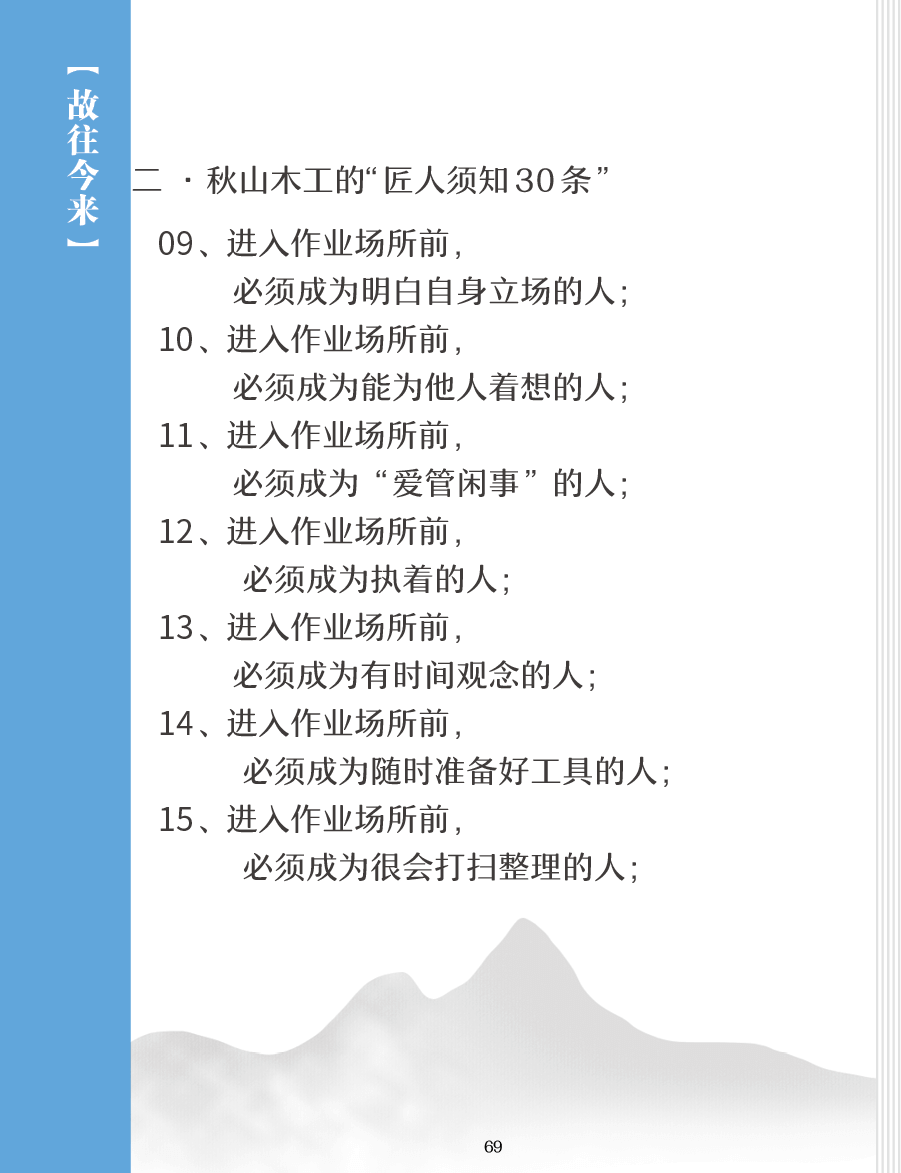 【故往今来】
二 · 秋山木工的“匠人须知30条”
09、进入作业场所前，
必须成为明白自身立场的人；
10、进入作业场所前，
必须成为能为他人着想的人；
11、进入作业场所前，
必须成为“爱管闲事”的人；
12、进入作业场所前，
必须成为执着的人；
13、进入作业场所前，
必须成为有时间观念的人；
14、进入作业场所前，
必须成为随时准备好工具的人；
15、进入作业场所前，
必须成为很会打扫整理的人；
69